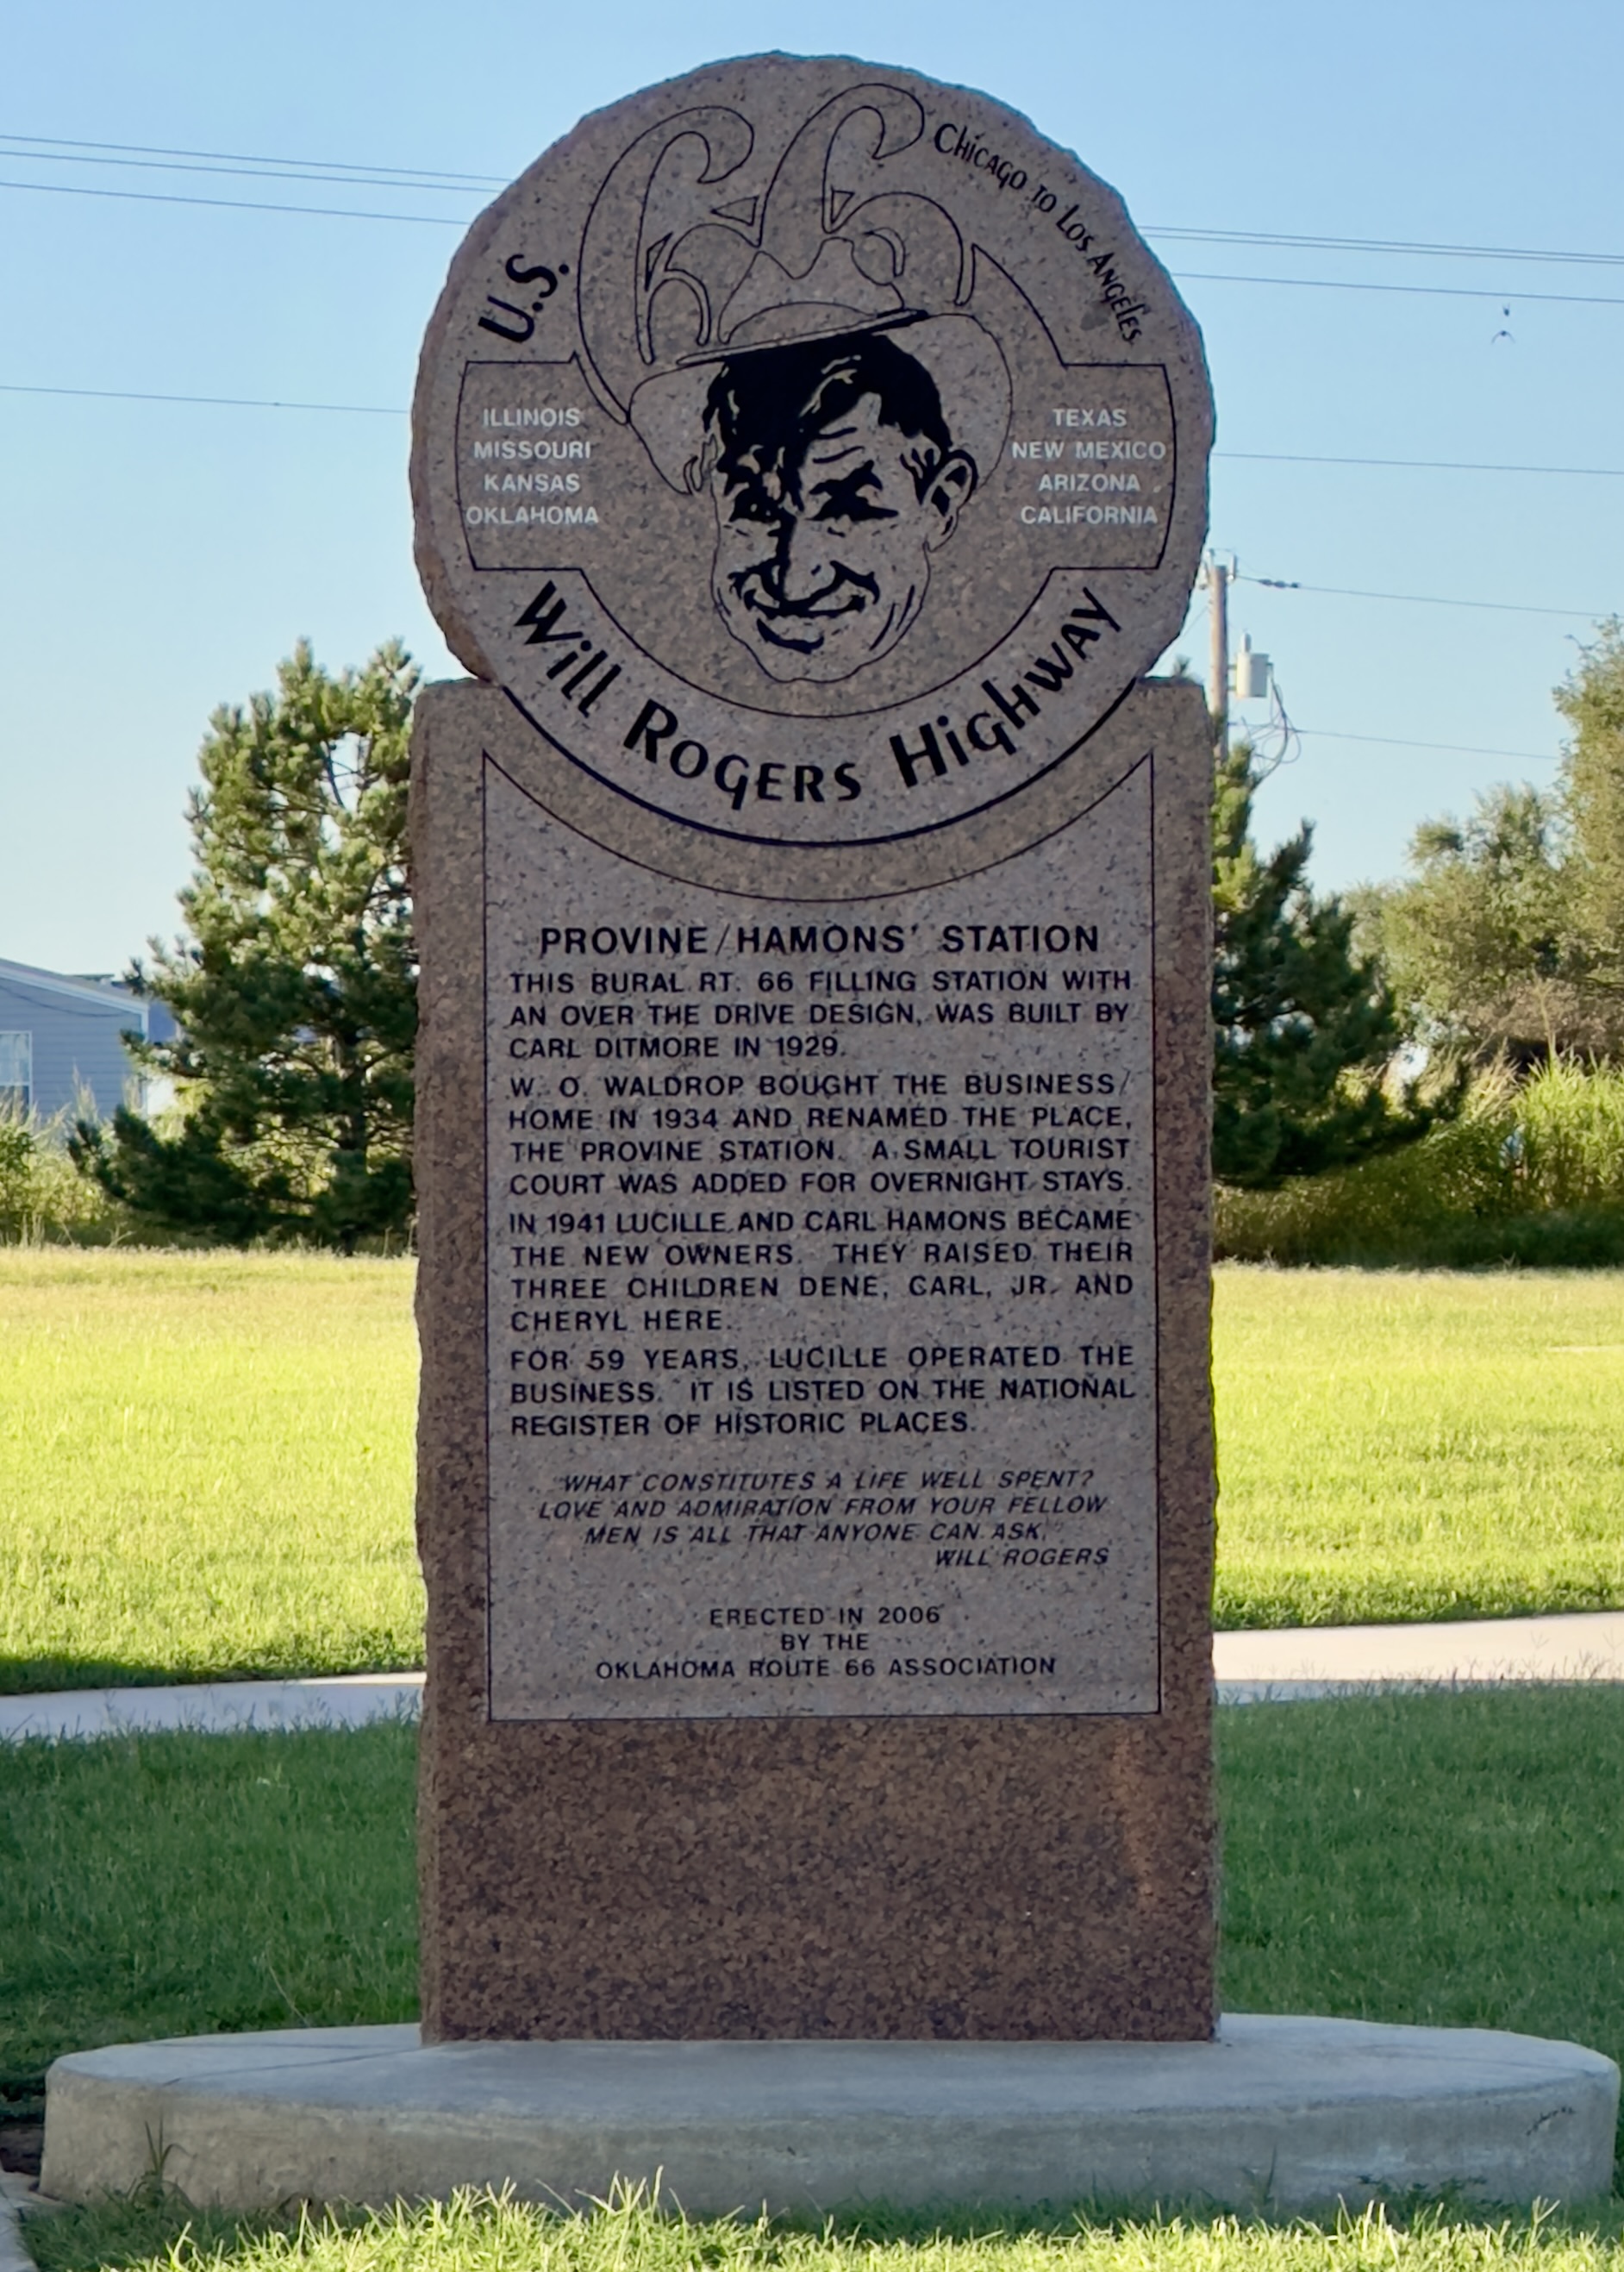 66
U.S.
Chicago to Los Angeles
ILLINOIS
MISSOURI
KANSAS
OKLAHOMA
TEXAS
NEW MEXICO
ARIZONA
CALIFORNIA
Will Rogers Highway
PROVINE/HAMONS' STATION
THIS RURAL RT. 66 FILLING STATION WITH
AN OVER THE DRIVE DESIGN, WAS BUILT BY
CARL DITMORE IN 1929.
W. O. WALDROP BOUGHT THE BUSINESS/
HOME IN 1934 AND RENAMED THE PLACE,
THE PROVINE STATION. A SMALL TOURIST
COURT WAS ADDED FOR OVERNIGHT STAYS.
IN 1941 LUCILLE AND CARL HAMONS BECAME
THE NEW OWNERS. THEY RAISED THEIR
THREE CHILDREN DENE, CARL, JR. AND
CHERYL HERE.
FOR 59 YEARS, LUCILLE OPERATED THE
BUSINESS. IT IS LISTED ON THE NATIONAL
REGISTER OF HISTORIC PLACES.
"WHAT CONSTITUTES A LIFE WELL SPENT?
LOVE AND ADMIRATION FROM YOUR FELLOW
MEN IS ALL THAT ANYONE CAN ASK."
WILL ROGERS
ERECTED IN 2006
BY THE
OKLAHOMA ROUTE 66 ASSOCIATION